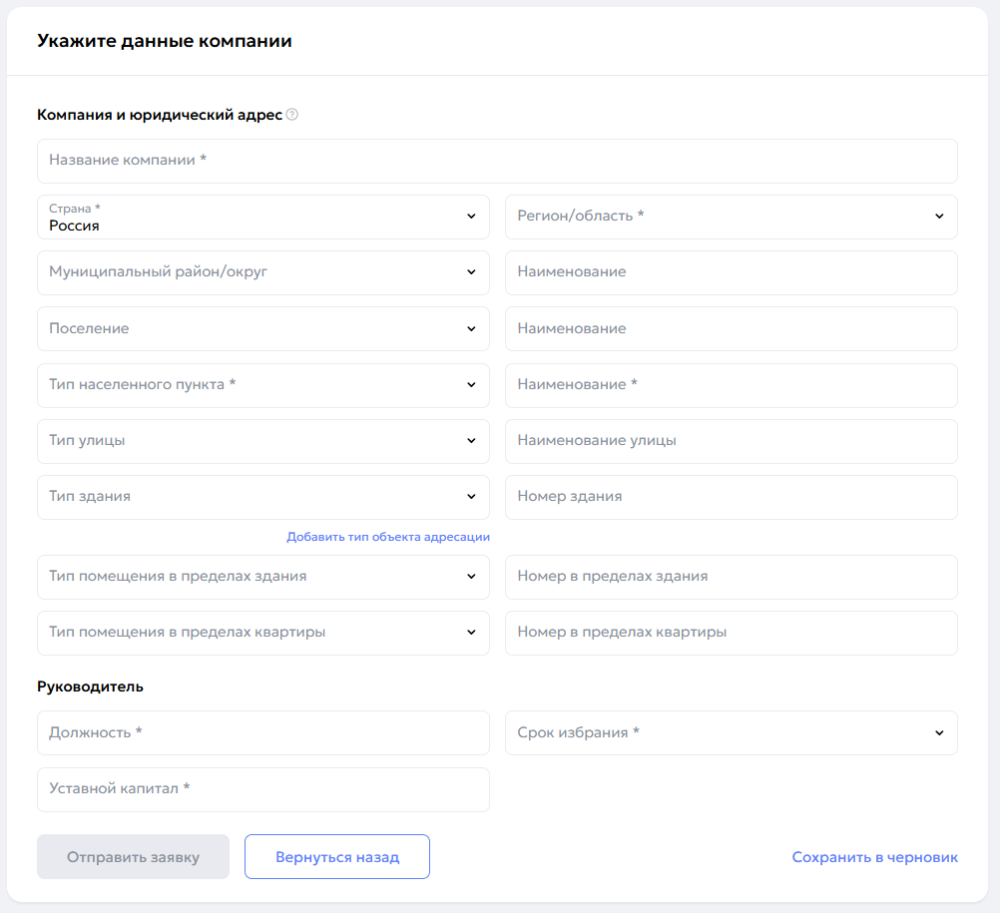 Укажите данные компании
Компания и юридический адрес
Название компании *
Страна *
Россия
Регион/область *
Муниципальный район/округ
Наименование
Поселение
Наименование
Тип населенного пункта *
Наименование *
Тип улицы
Наименование улицы
Тип здания
Номер здания
Добавить тип объекта адресации
Тип помещения в пределах здания
Номер в пределах здания
Тип помещения в пределах квартиры
Номер в пределах квартиры
Руководитель
Должность *
Срок избрания *
Уставной капитал *
Отправить заявку
Вернуться назад
Сохранить в черновик